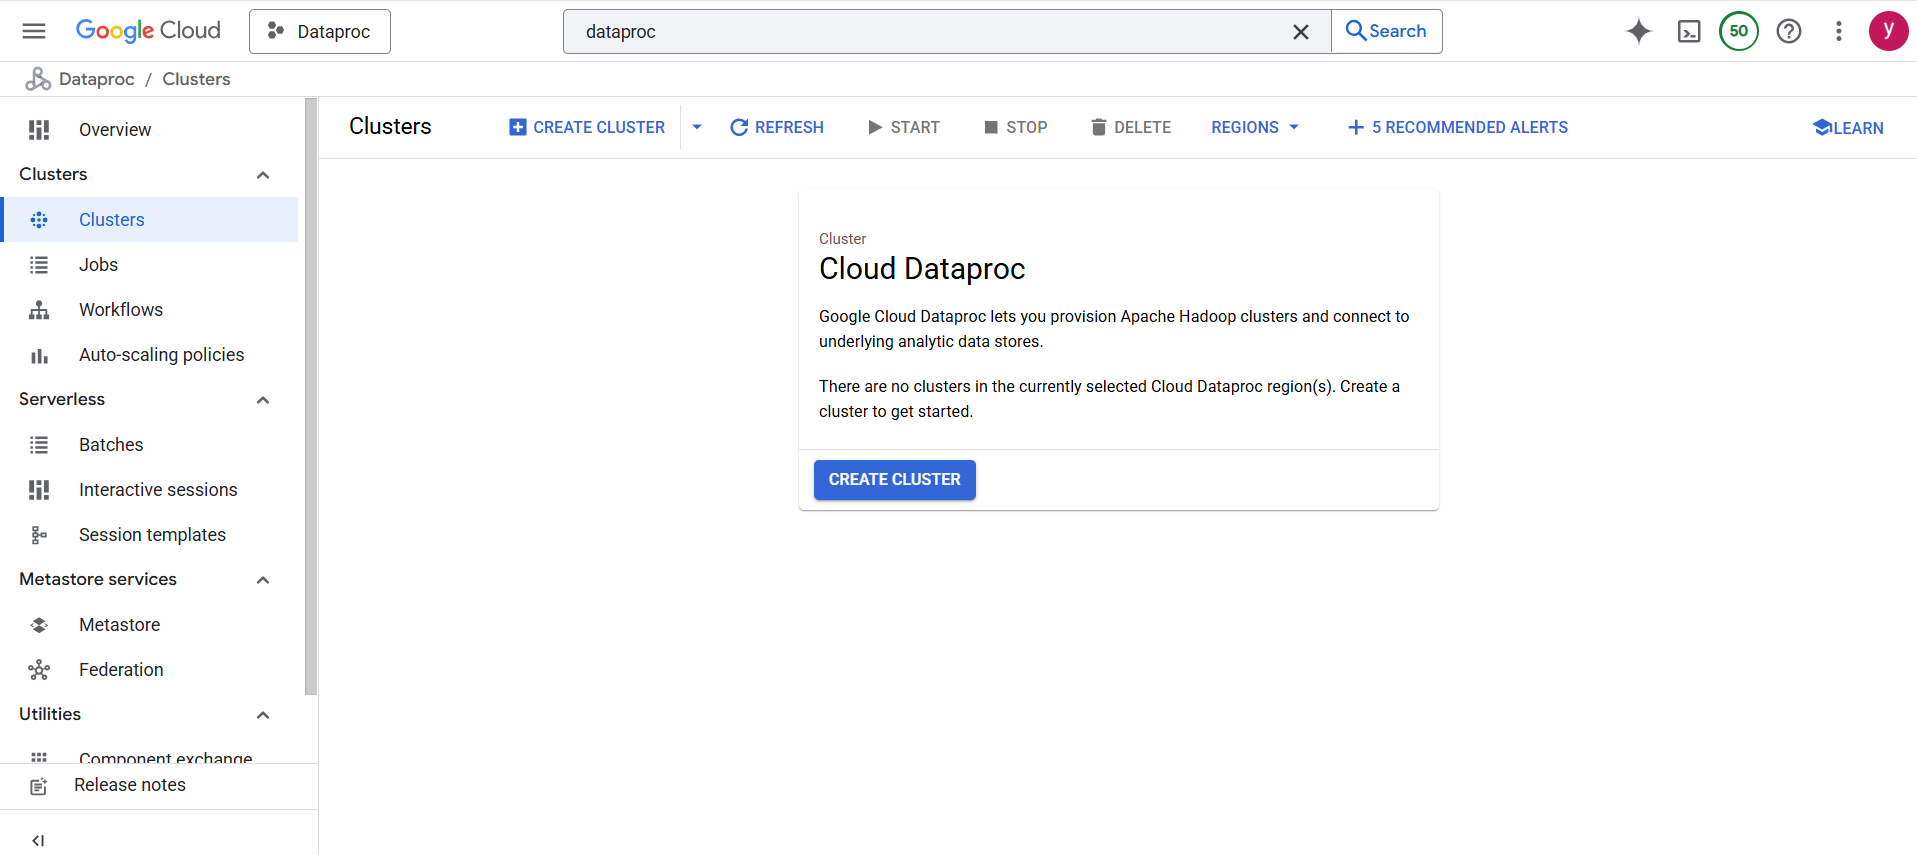 Google Cloud
Dataproc
dataproc
Search
50
y
Dataproc / Clusters
Overview
Clusters
Clusters
Jobs
Workflows
Auto-scaling policies
Serverless
Batches
Interactive sessions
Session templates
Metastore services
Metastore
Federation
Utilities
Component exchange
Release notes
Clusters
CREATE CLUSTER
REFRESH
START
STOP
DELETE
REGIONS
5 RECOMMENDED ALERTS
LEARN
Cluster
Cloud Dataproc
Google Cloud Dataproc lets you provision Apache Hadoop clusters and connect to
underlying analytic data stores.
There are no clusters in the currently selected Cloud Dataproc region(s). Create a
cluster to get started.
CREATE CLUSTER